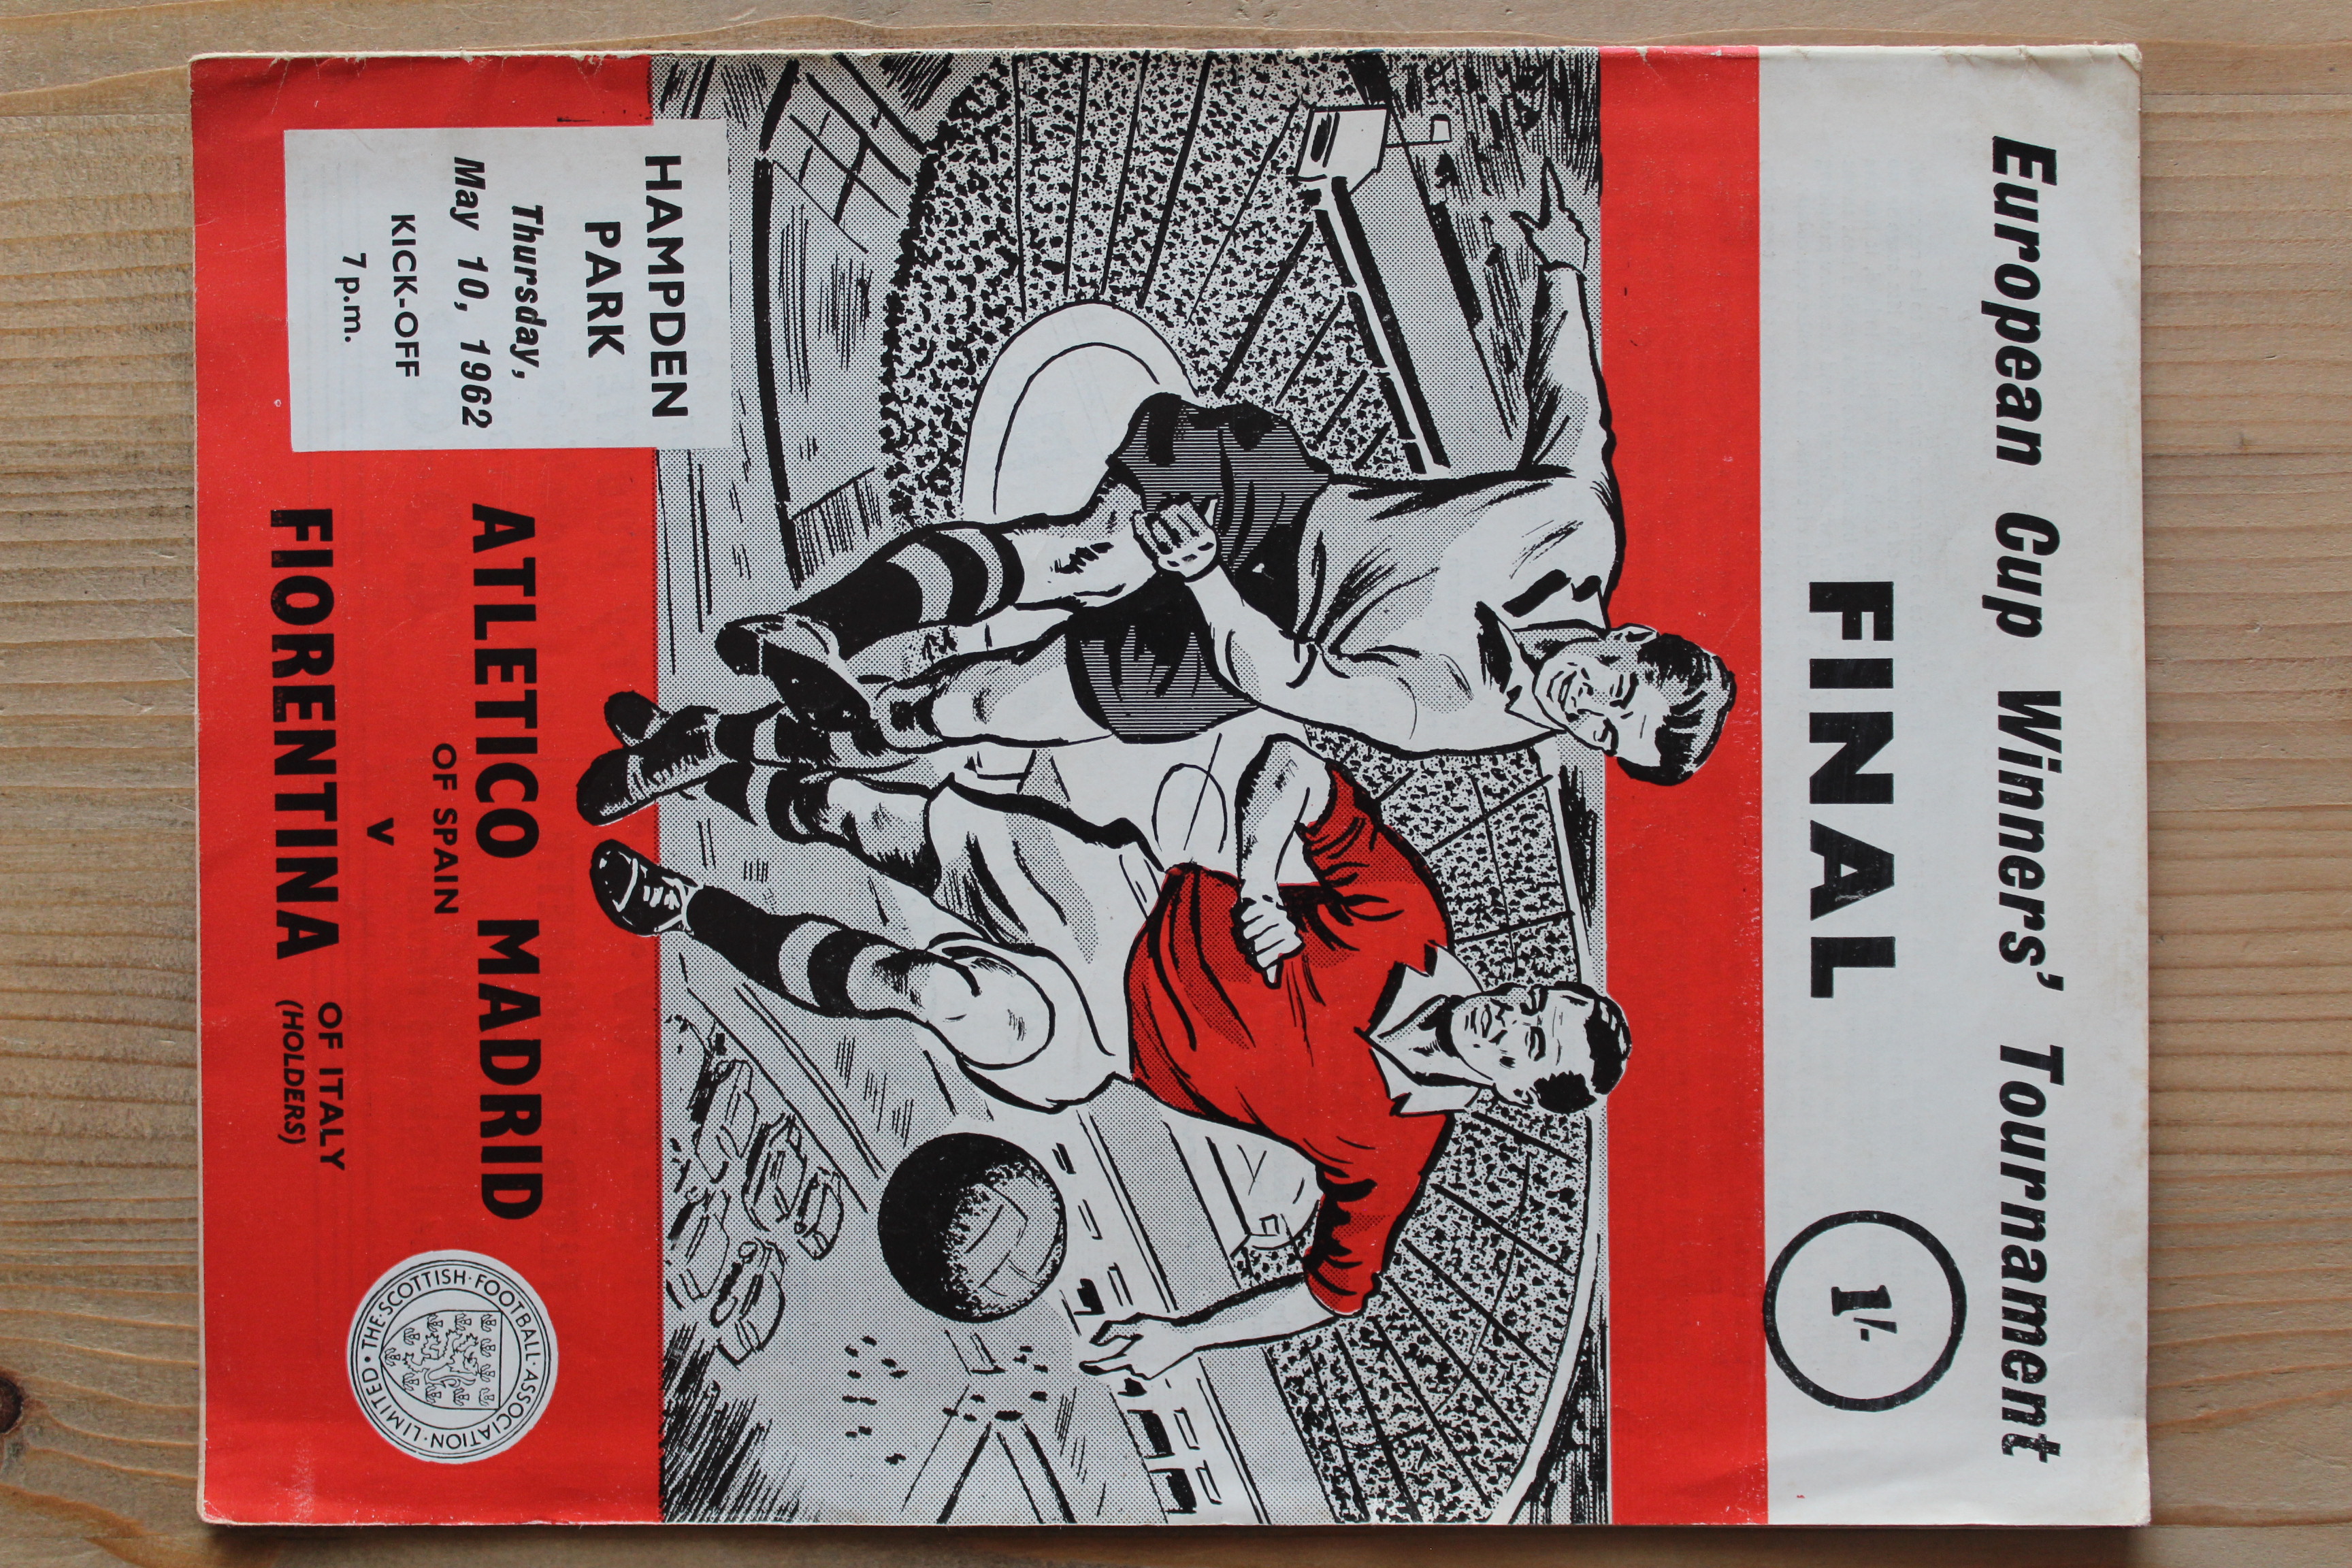 European Cup Winners' Tournament
FINAL
1/-
HAMPDEN
PARK
Thursday,
May 10, 1962
KICK-OFF
7 p.m.
ATLETICO MADRID
OF SPAIN
v
FIORENTINA OF ITALY
(HOLDERS)
THE · SCOTTISH · FOOTBALL · ASSOCIATION · LIMITED ·